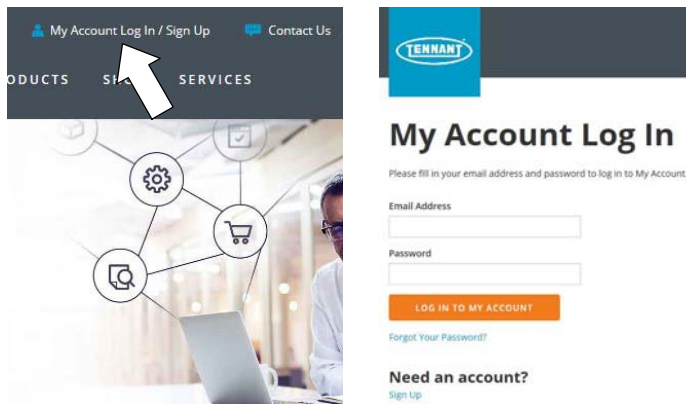 My Account Log In / Sign Up Contact Us
SERVICES
TENNANT
My Account Log In
Please fill in your email address and password to log in to My Account
Email Address
Password
LOG IN TO MY ACCOUNT
Forgot Your Password?
Need an account?
Sign Up